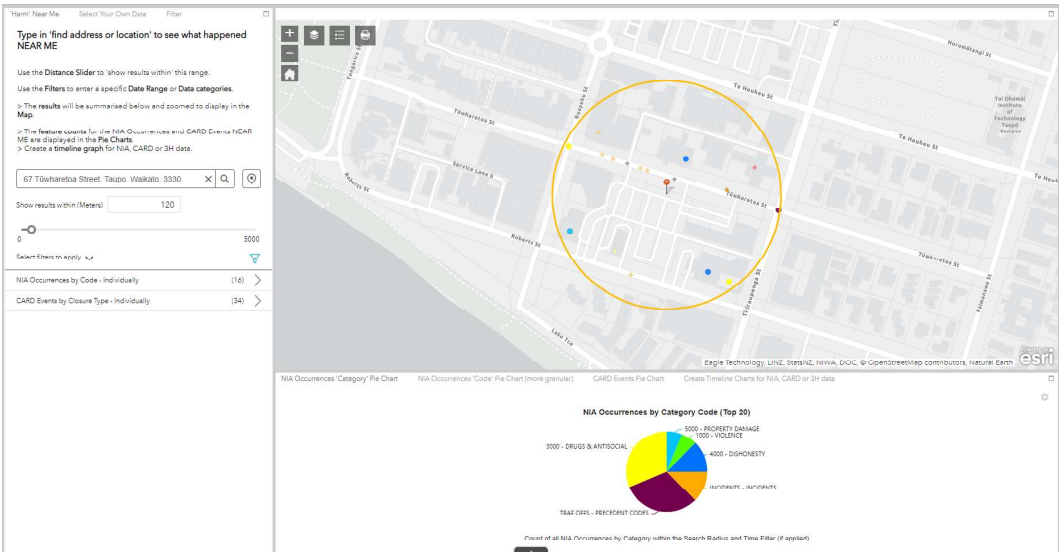 'Harm' Near Me Select Your Own Data Filter
Type in 'find address or location' to see what happened
NEAR ME
Use the Distance Slider to 'show results within' this range.
Use the Filters to enter a specific Date Range or Data categories.
> The results will be summarised below and zoomed to display in the
Map.
> The feature counts for the NIA Occurrences and CARD Events NEAR
ME are displayed in the Pie Charts.
> Create a timeline graph for NIA, CARD or 3H data.
67 Tūwharetoa Street, Taupo, Waikato, 3330
Show results within (Meters) 120
0 5000
Select filters to apply
NIA Occurrences by Code - Individually (16)
CARD Events by Closure Type - Individually (34)
Tongariro St
Ruapehu St
Te Heuheu St
Horomātangi St
Toi Ohomai
Institute
of
Technology
Taupō
Te Heuheu St
Te Heuh
Tūwharetoa St
Service Lane 8
Roberts St
Tūwharetoa St
Roberts St
Tūwharetoa St
Lake Tce
Eagle Technology, LINZ, StatsNZ, NIWA, DOC, © OpenStreetMap contributors, Natural Earth
esri
NIA Occurrences 'Category' Pie Chart NIA Occurrences 'Code' Pie Chart (more granular) CARD Events Pie Chart Create Timeline Charts for NIA, CARD or 3H data
NIA Occurrences by Category Code (Top 20)
5000 - PROPERTY DAMAGE
1000 - VIOLENCE
3000 - DRUGS & ANTISOCIAL
4000 - DISHONESTY
INCIDENTS - INCIDENTS
TRAF OFFS - PRECEDENT CODES
Count of all NIA Occurrences by Category within the Search Radius and Time Filter (if applied)